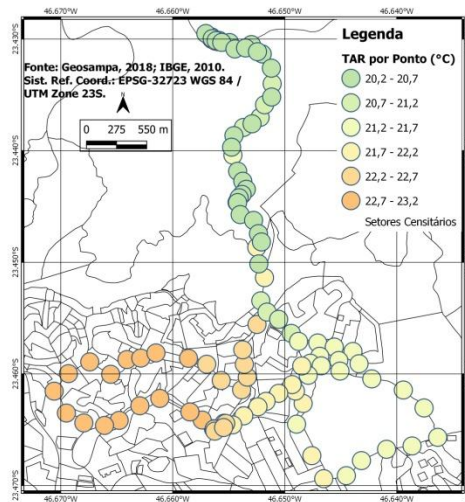 46.670°W 46.660°W 46.650°W 46.640°W
23.430°S
23.440°S
23.450°S
23.460°S
23.470°S
Fonte: Geosampa, 2018; IBGE, 2010.
Sist. Ref. Coord.: EPSG-32723 WGS 84 /
UTM Zone 23S.
N
0 275 550 m
Legenda
TAR por Ponto (°C)
20,2 - 20,7
20,7 - 21,2
21,2 - 21,7
21,7 - 22,2
22,2 - 22,7
22,7 - 23,2
Setores Censitários
46.670°W 46.660°W 46.650°W 46.640°W